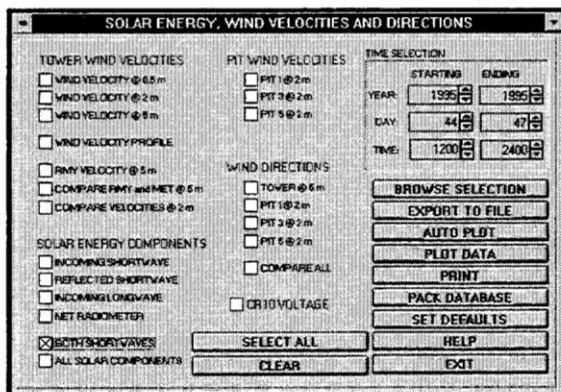 SOLAR ENERGY, WIND VELOCITIES AND DIRECTIONS
TOWER WIND VELOCITIES
WIND VELOCITY @ 0.5 m
WIND VELOCITY @ 2 m
WIND VELOCITY @ 5 m
WIND VELOCITY PROFILE
RMY VELOCITY @ 5 m
COMPARE RMY and MET @ 5 m
COMPARE VELOCITIES @ 2 m
SOLAR ENERGY COMPONENTS
INCOMING SHORTWAVE
REFLECTED SHORTWAVE
INCOMING LONGWAVE
NET RADIOMETER
BOTH SHORTWAVES
ALL SOLAR COMPONENTS
PIT WIND VELOCITIES
PIT 1 @ 2 m
PIT 3 @ 2 m
PIT 5 @ 2 m
WIND DIRECTIONS
TOWER @ 5 m
PIT 1 @ 2 m
PIT 3 @ 2 m
PIT 5 @ 2 m
COMPARE ALL
CR10 VOLTAGE
SELECT ALL
CLEAR
TIME SELECTION
STARTING ENDING
YEAR: 1995 1995
DAY: 44 47
TIME: 1200 2400
BROWSE SELECTION
EXPORT TO FILE
AUTO PLOT
PLOT DATA
PRINT
PACK DATABASE
SET DEFAULTS
HELP
EXIT